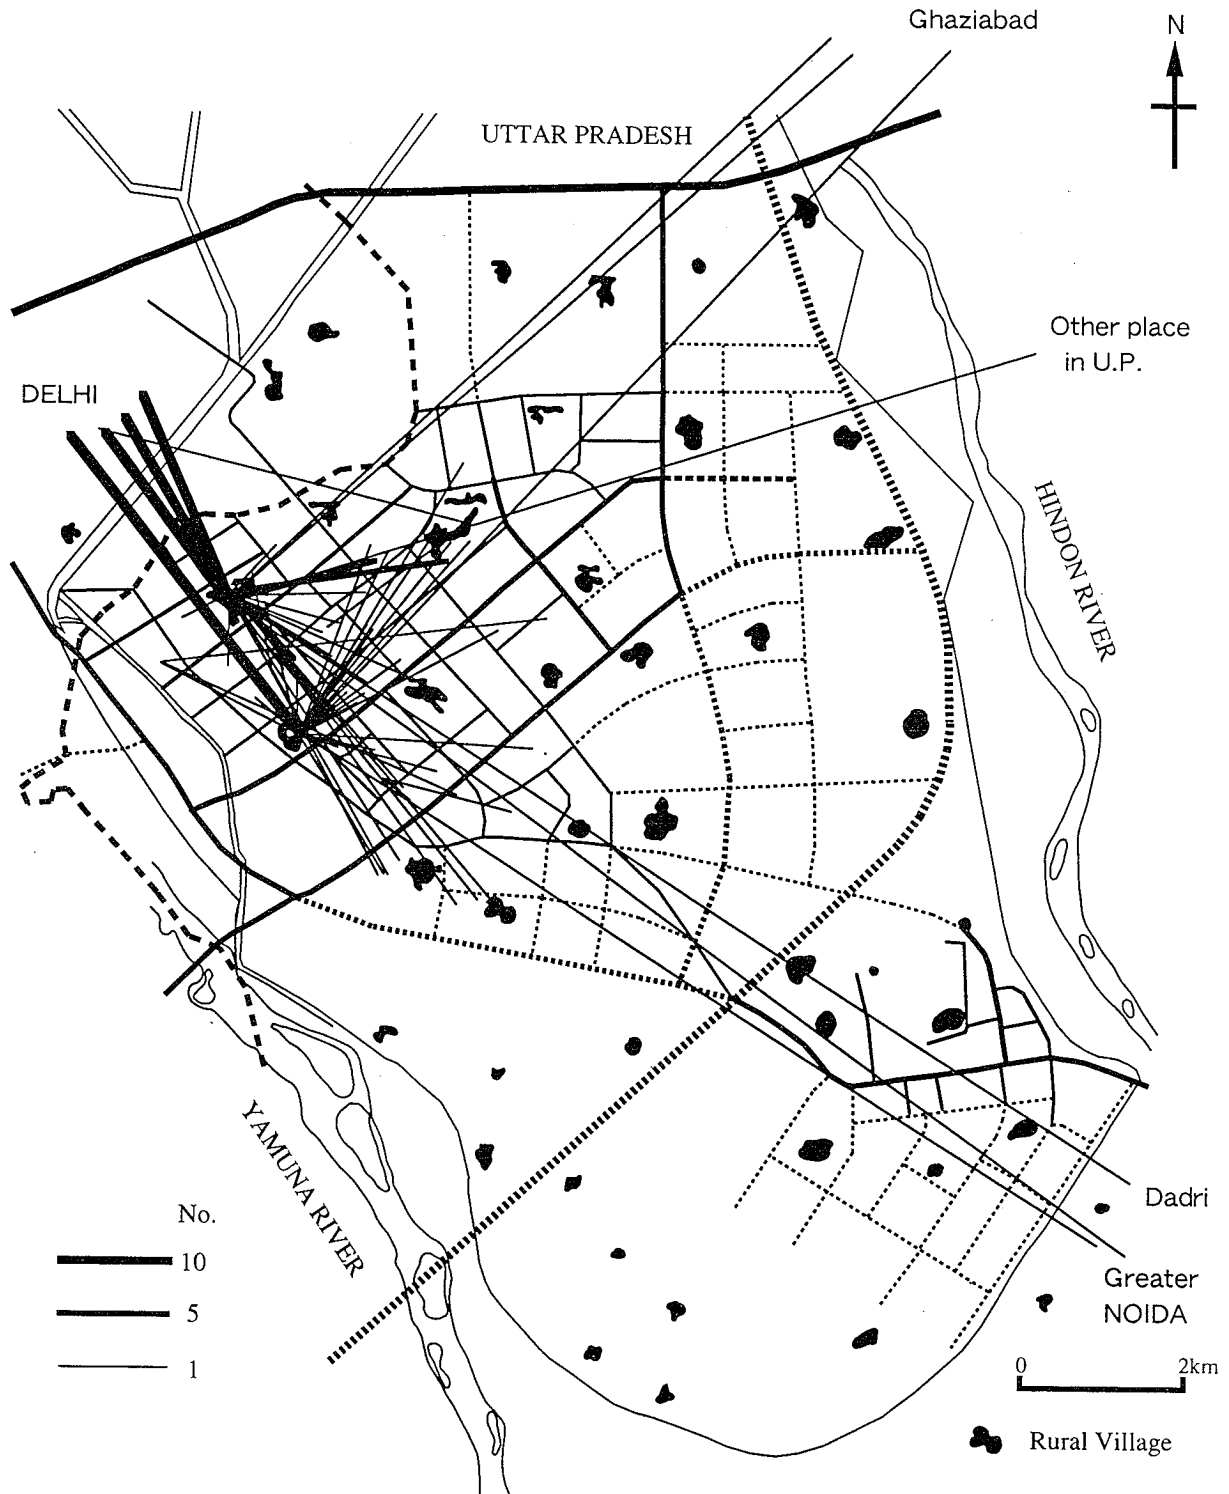 Ghaziabad
N
UTTAR PRADESH
Other place
in U.P.
DELHI
HINDON RIVER
YAMUNA RIVER
No.
10
5
1
Dadri
Greater
NOIDA
0 2km
Rural Village